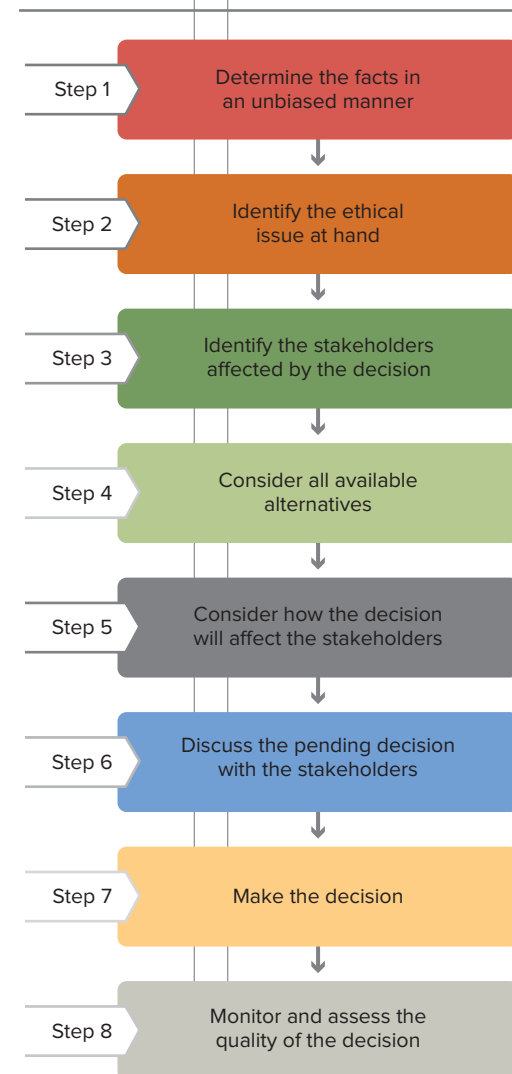 Step 1
Determine the facts in
an unbiased manner
Step 2
Identify the ethical
issue at hand
Step 3
Identify the stakeholders
affected by the decision
Step 4
Consider all available
alternatives
Step 5
Consider how the decision
will affect the stakeholders
Step 6
Discuss the pending decision
with the stakeholders
Step 7
Make the decision
Step 8
Monitor and assess the
quality of the decision